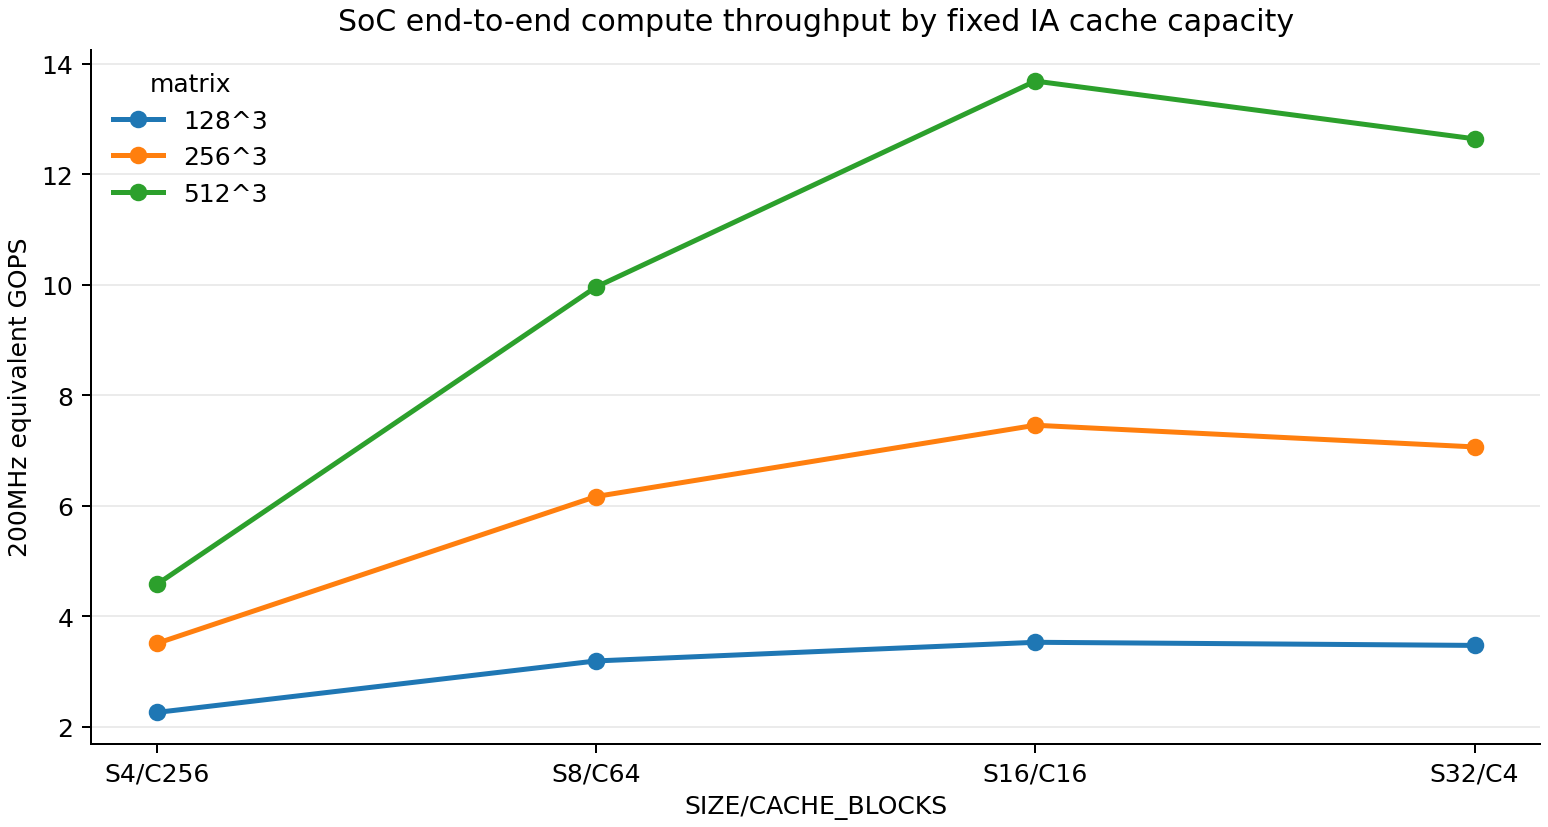 SoC end-to-end compute throughput by fixed IA cache capacity
14
12
10
8
6
4
2
200MHz equivalent GOPS
matrix
128^3
256^3
512^3
S4/C256
S8/C64
S16/C16
S32/C4
SIZE/CACHE_BLOCKS